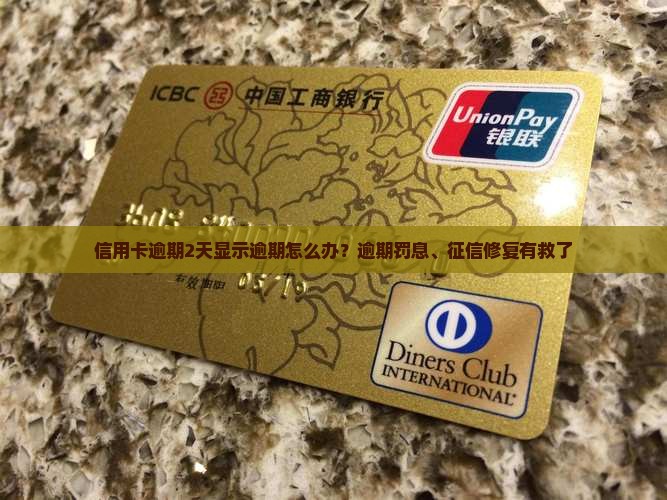 ICBC 中国工商银行
UnionPay
银联
信用卡逾期2天显示逾期怎么办？逾期罚息、征信修复有救了
Diners Club
INTERNATIONAL